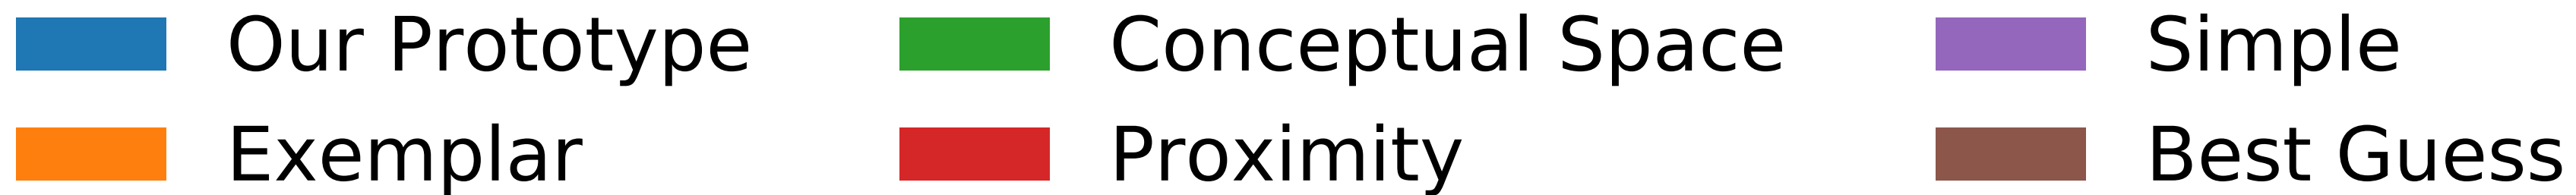 Our Prototype Conceptual Space Simple
Exemplar Proximity Best Guess